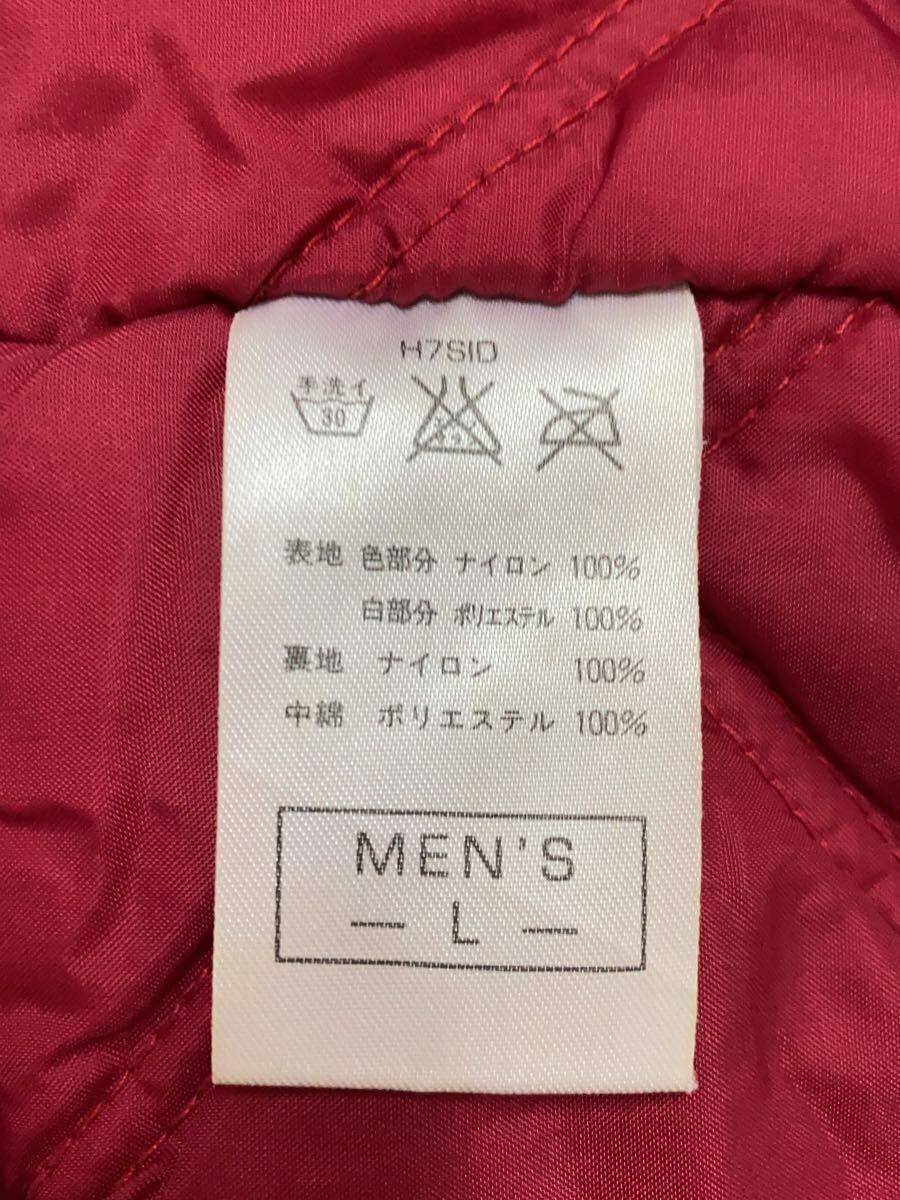 H7SID
手洗イ
30
表地 色部分 ナイロン 100%
白部分 ポリエステル 100%
裏地 ナイロン 100%
中綿 ポリエステル 100%
MEN'S
— L —